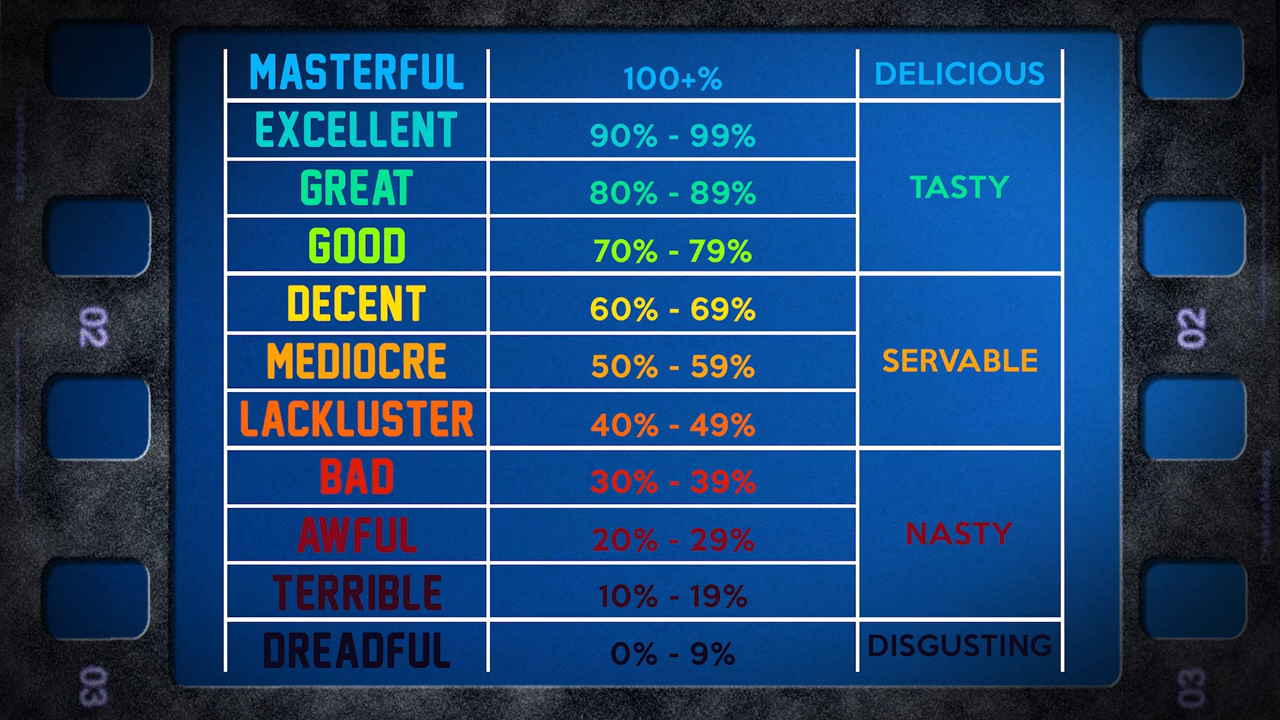 MASTERFUL 100+% DELICIOUS
EXCELLENT 90% - 99%
GREAT 80% - 89% TASTY
GOOD 70% - 79%
DECENT 60% - 69%
MEDIOCRE 50% - 59% SERVABLE
LACKLUSTER 40% - 49%
BAD 30% - 39%
AWFUL 20% - 29% NASTY
TERRIBLE 10% - 19%
DREADFUL 0% - 9% DISGUSTING
02
02
03
03